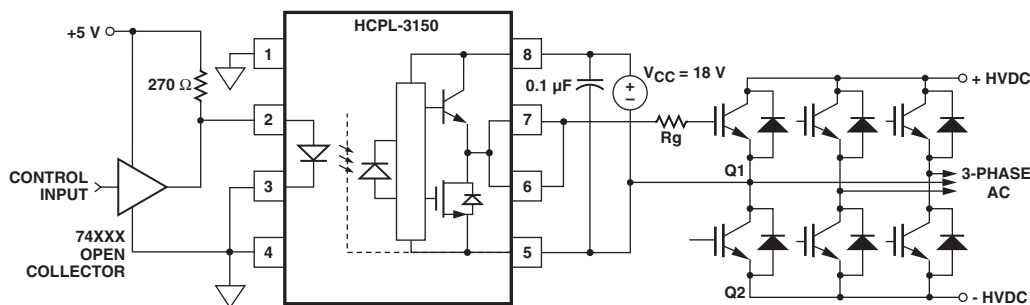 HCPL-3150
+5 V
1
8
VCC = 18 V
270 Ω
0.1 µF
+
−
+ HVDC
2
7
Rg
CONTROL
INPUT
3
6
Q1
3-PHASE
AC
74XXX
OPEN
COLLECTOR
4
5
Q2
- HVDC